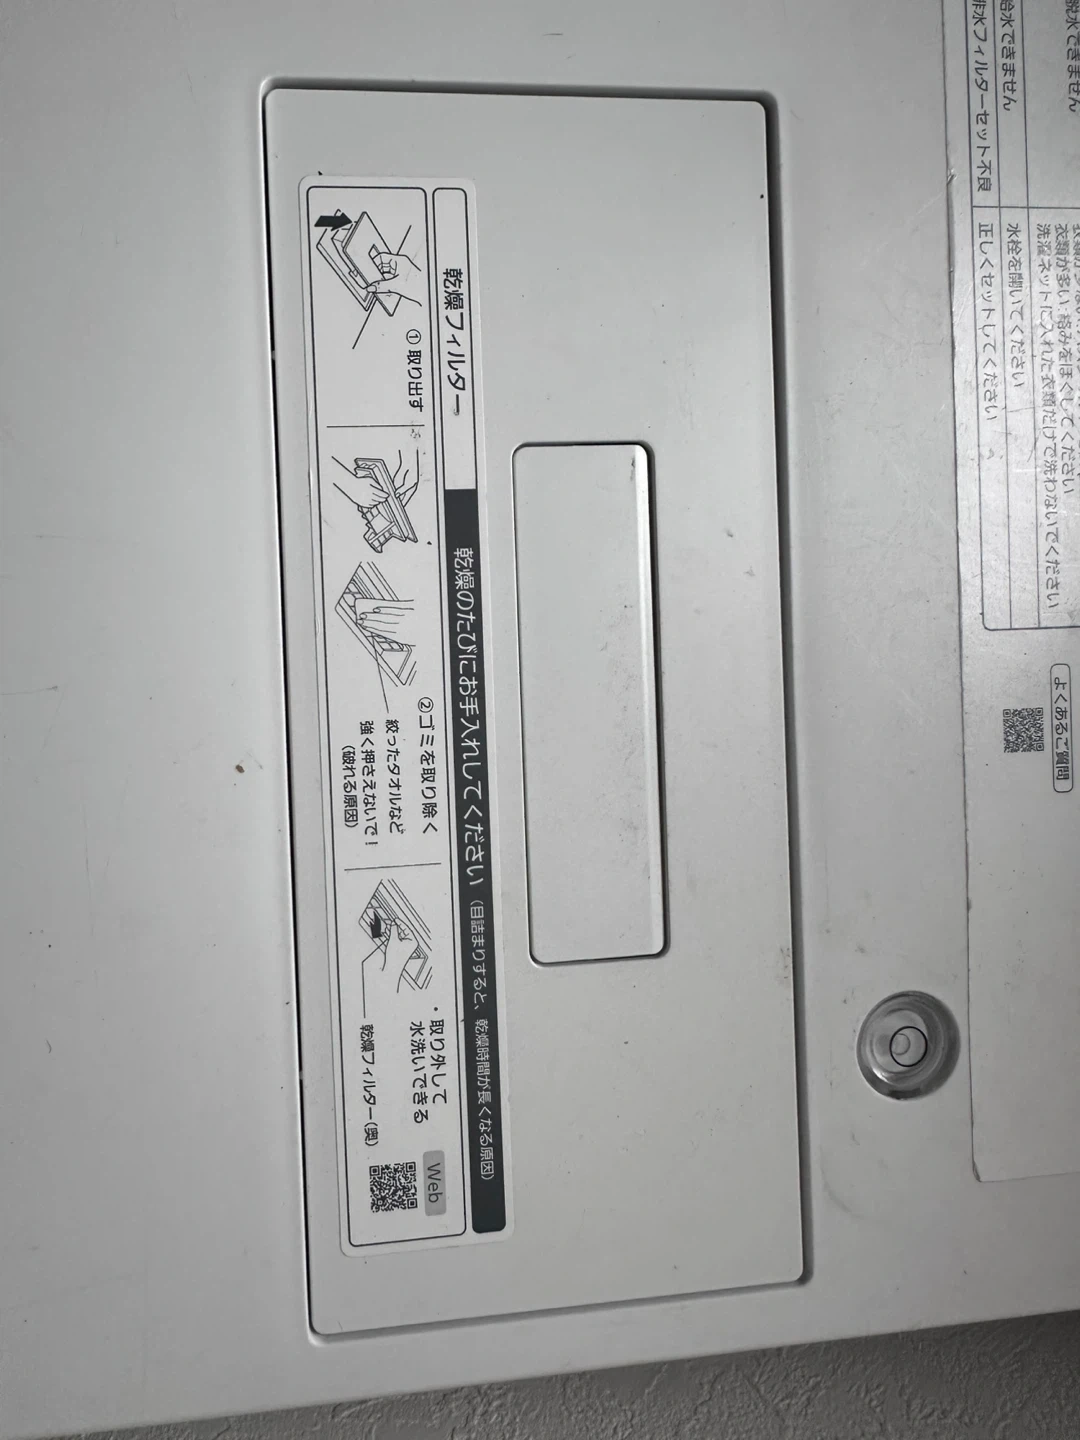 脱水できません
給水できません
排水フィルターセット不良
衣類が多い・絡みをほぐしてください
洗濯ネットに入れた衣類だけで洗わないでください
水栓を開いてください
正しくセットしてください
よくあるご質問
乾燥フィルター
乾燥のたびにお手入れしてください（目詰まりすると、乾燥時間が長くなる原因）
① 取り出す
②ゴミを取り除く
絞ったタオルなど
強く押さえないで！
（破れる原因）
・取り外して
水洗いできる
乾燥フィルター（奥）
Web